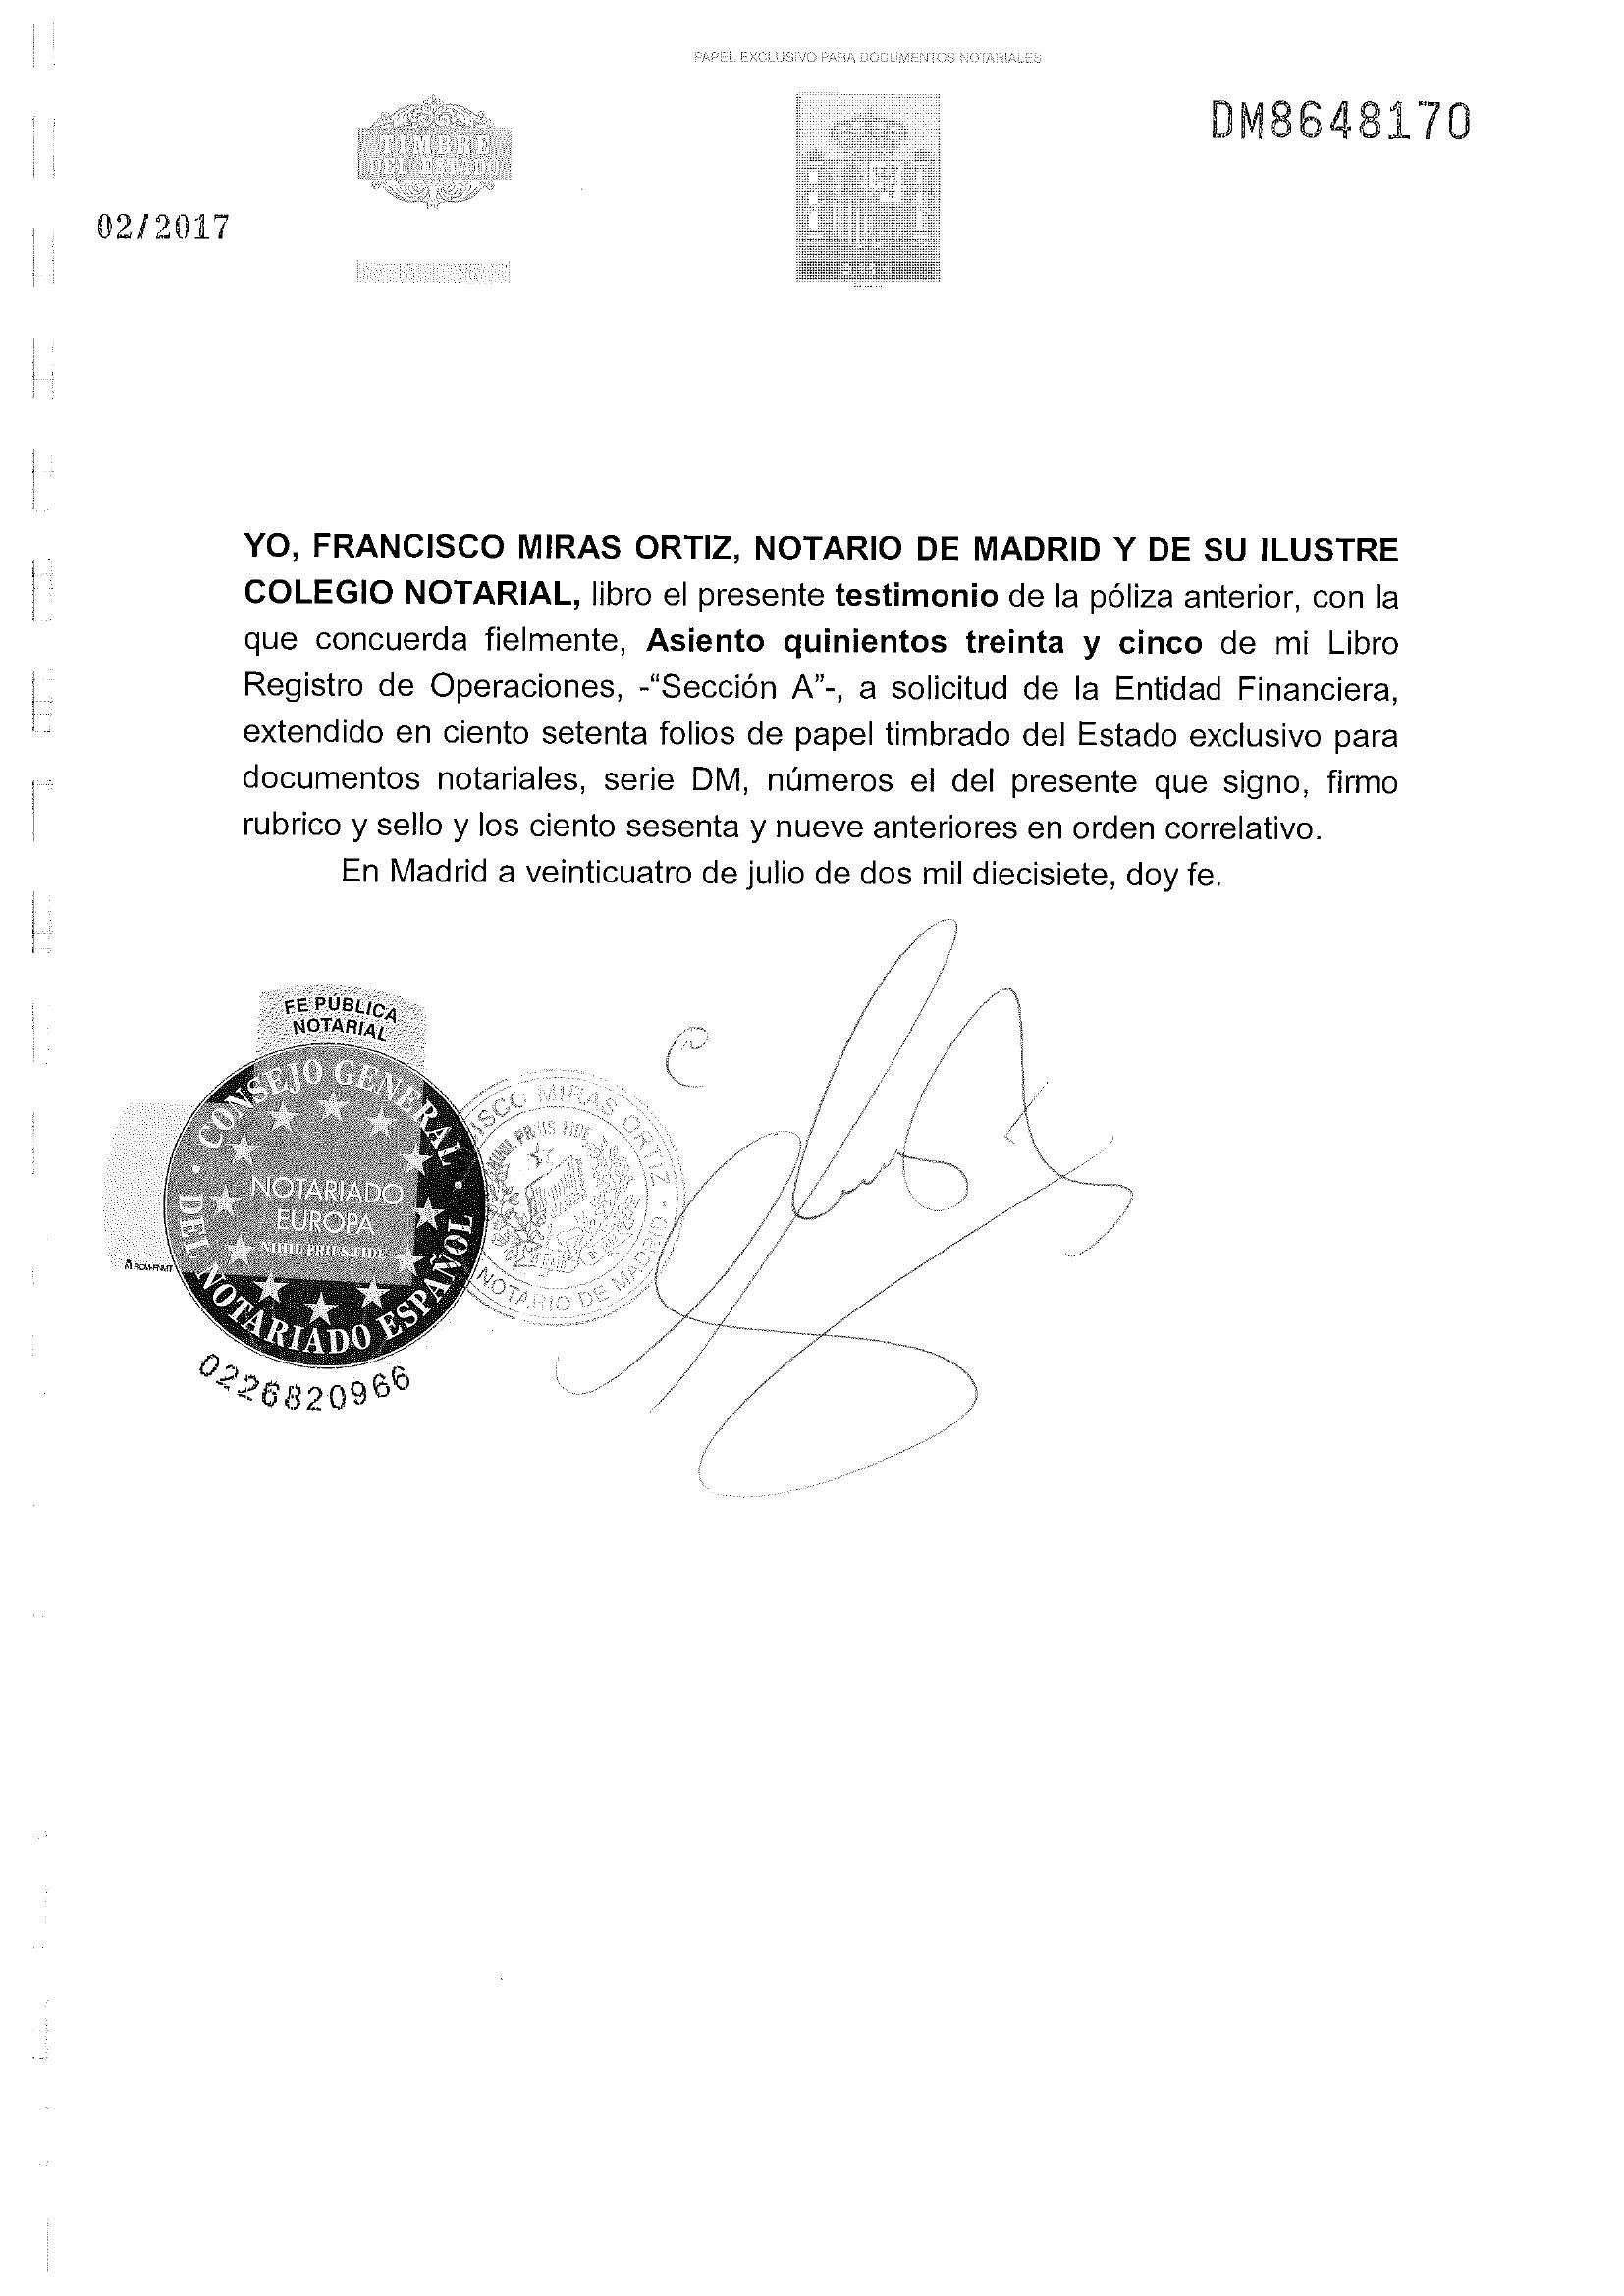 PAPEL EXCLUSIVO PARA DOCUMENTOS NOTARIALES
DM8648170
TIMBRE
DEL ESTADO
02/2017
YO, FRANCISCO MIRAS ORTIZ, NOTARIO DE MADRID Y DE SU ILUSTRE
COLEGIO NOTARIAL, libro el presente testimonio de la póliza anterior, con la
que concuerda fielmente, Asiento quinientos treinta y cinco de mi Libro
Registro de Operaciones, -“Sección A”-, a solicitud de la Entidad Financiera,
extendido en ciento setenta folios de papel timbrado del Estado exclusivo para
documentos notariales, serie DM, números el del presente que signo, firmo
rubrico y sello y los ciento sesenta y nueve anteriores en orden correlativo.
En Madrid a veinticuatro de julio de dos mil diecisiete, doy fe.
FE PÚBLICA
NOTARIAL
CONSEJO GENERAL
DEL NOTARIADO ESPAÑOL
NOTARIADO
EUROPA
NIHIL PRIUS FIDE
0226820966
MIRAS ORTIZ
NIHIL PRIUS FIDE
NOTARIO DE MADRID